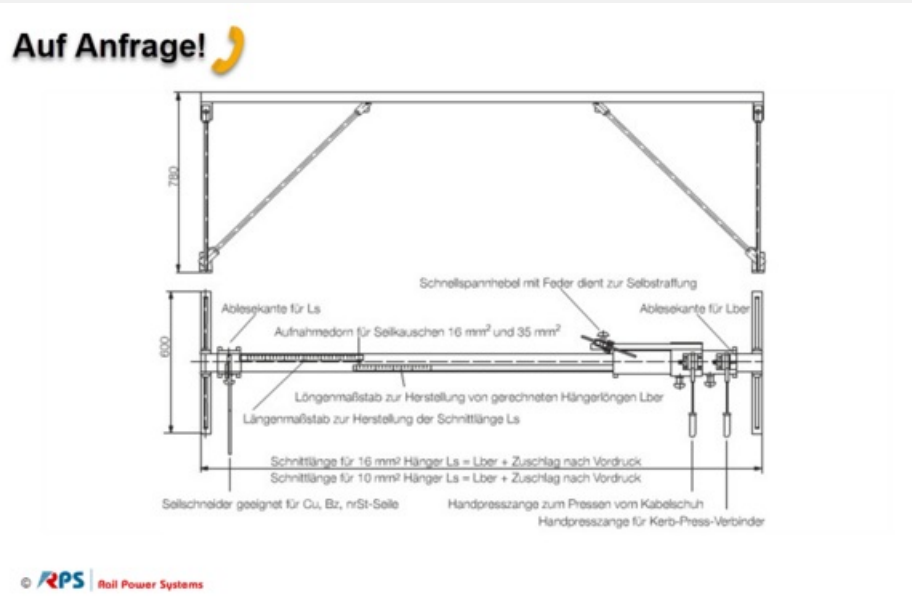 Auf Anfrage!
780
Schnellspannhebel mit Feder dient zur Selbstraffung
Ablesekante für Ls
Ablesekante für Lber
Aufnahmedorn für Seilkauschen 16 mm² und 35 mm²
600
Löngenmaßstab zur Herstellung von gerechneten Hängerlöngen Lber
Längenmaßstab zur Herstellung der Schnittlänge Ls
Schnittlänge für 16 mm² Hänger Ls = Lber + Zuschlag nach Vordruck
Schnittlänge für 10 mm² Hänger Ls = Lber + Zuschlag nach Vordruck
Seilschneider geeignet für Cu, Bz, nrSt-Seile
Handpresszange zum Pressen vom Kabelschuh
Handpresszange für Kerb-Press-Verbinder
© RPS Rail Power Systems